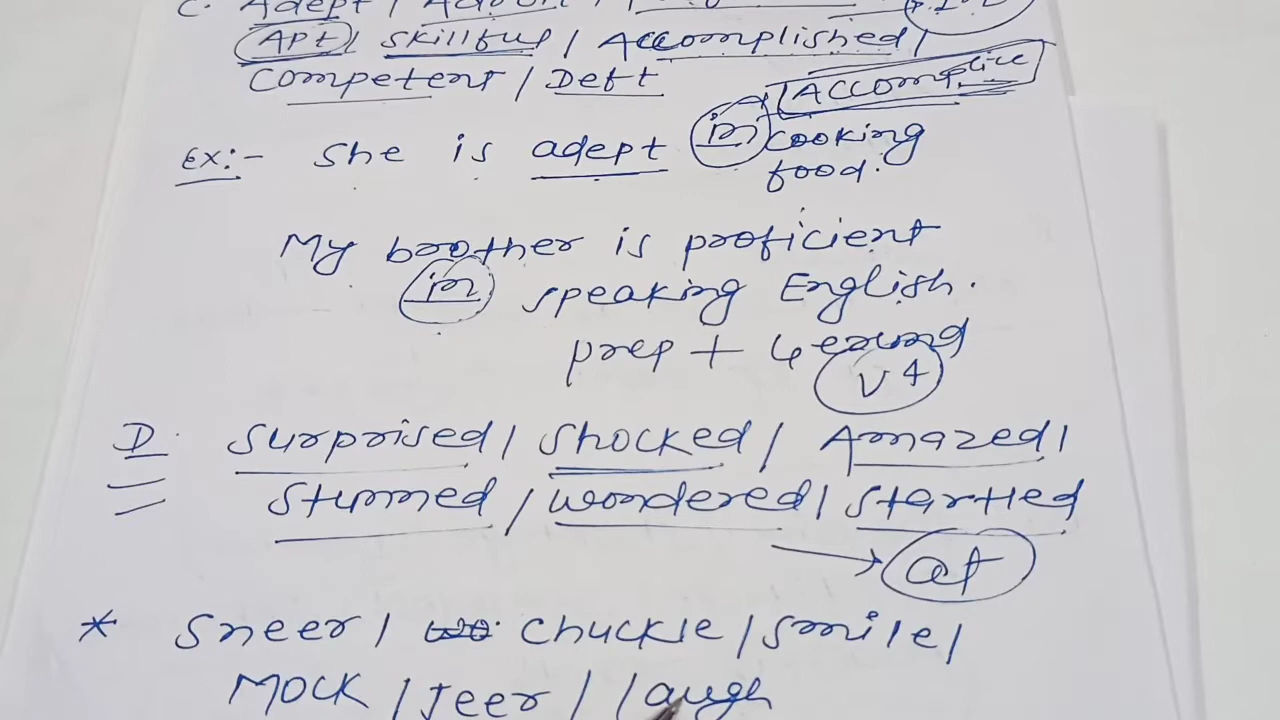 C. Adept /
Apt / Skillful / Accomplished /
Competent / Deft
Accomplice
Ex:- She is adept in cooking
food.
My brother is proficient
in speaking English.
prep + Gerund
V4
D. Surprised / Shocked / Amazed /
Stunned / Wondered / Startled
→ at
* Sneer / Chuckle / Smile /
Mock / Jeer / Laugh